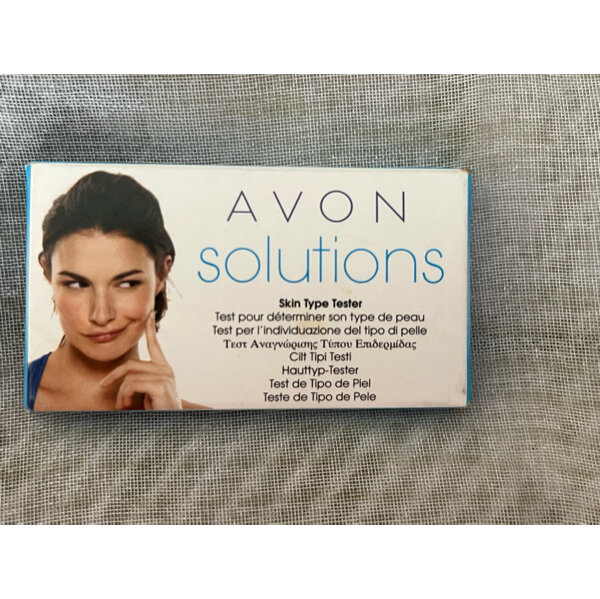 AVON
solutions
Skin Type Tester
Test pour déterminer son type de peau
Test per l'individuazione del tipo di pelle
Τεστ Αναγνώρισης Τύπου Επιδερμίδας
Cilt Tipi Testi
Hauttyp-Tester
Test de Tipo de Piel
Teste de Tipo de Pele